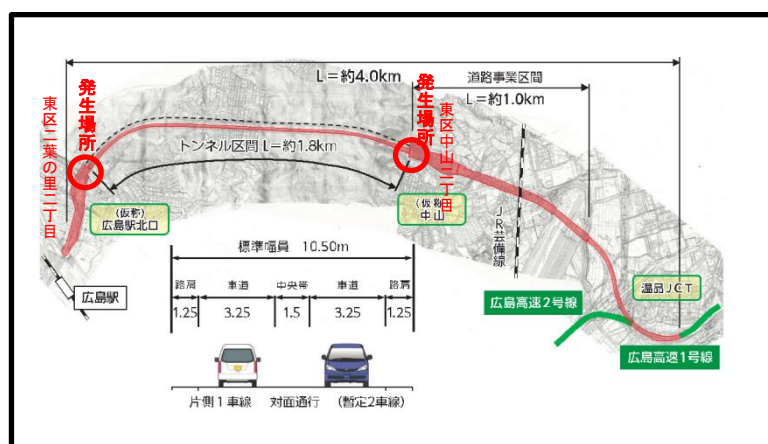 L＝約4.0km
発生場所
東区二葉の里二丁目
発生場所
東区中山二丁目
道路事業区間
L＝約1.0km
トンネル区間 L＝約1.8km
(仮称)
広島駅北口
(仮称)
中山
JR芸備線
広島駅
温品JCT
広島高速2号線
広島高速1号線
標準幅員 10.50m
路肩 車道 中央帯 車道 路肩
1.25 3.25 1.5 3.25 1.25
片側1車線 対面通行 (暫定2車線)